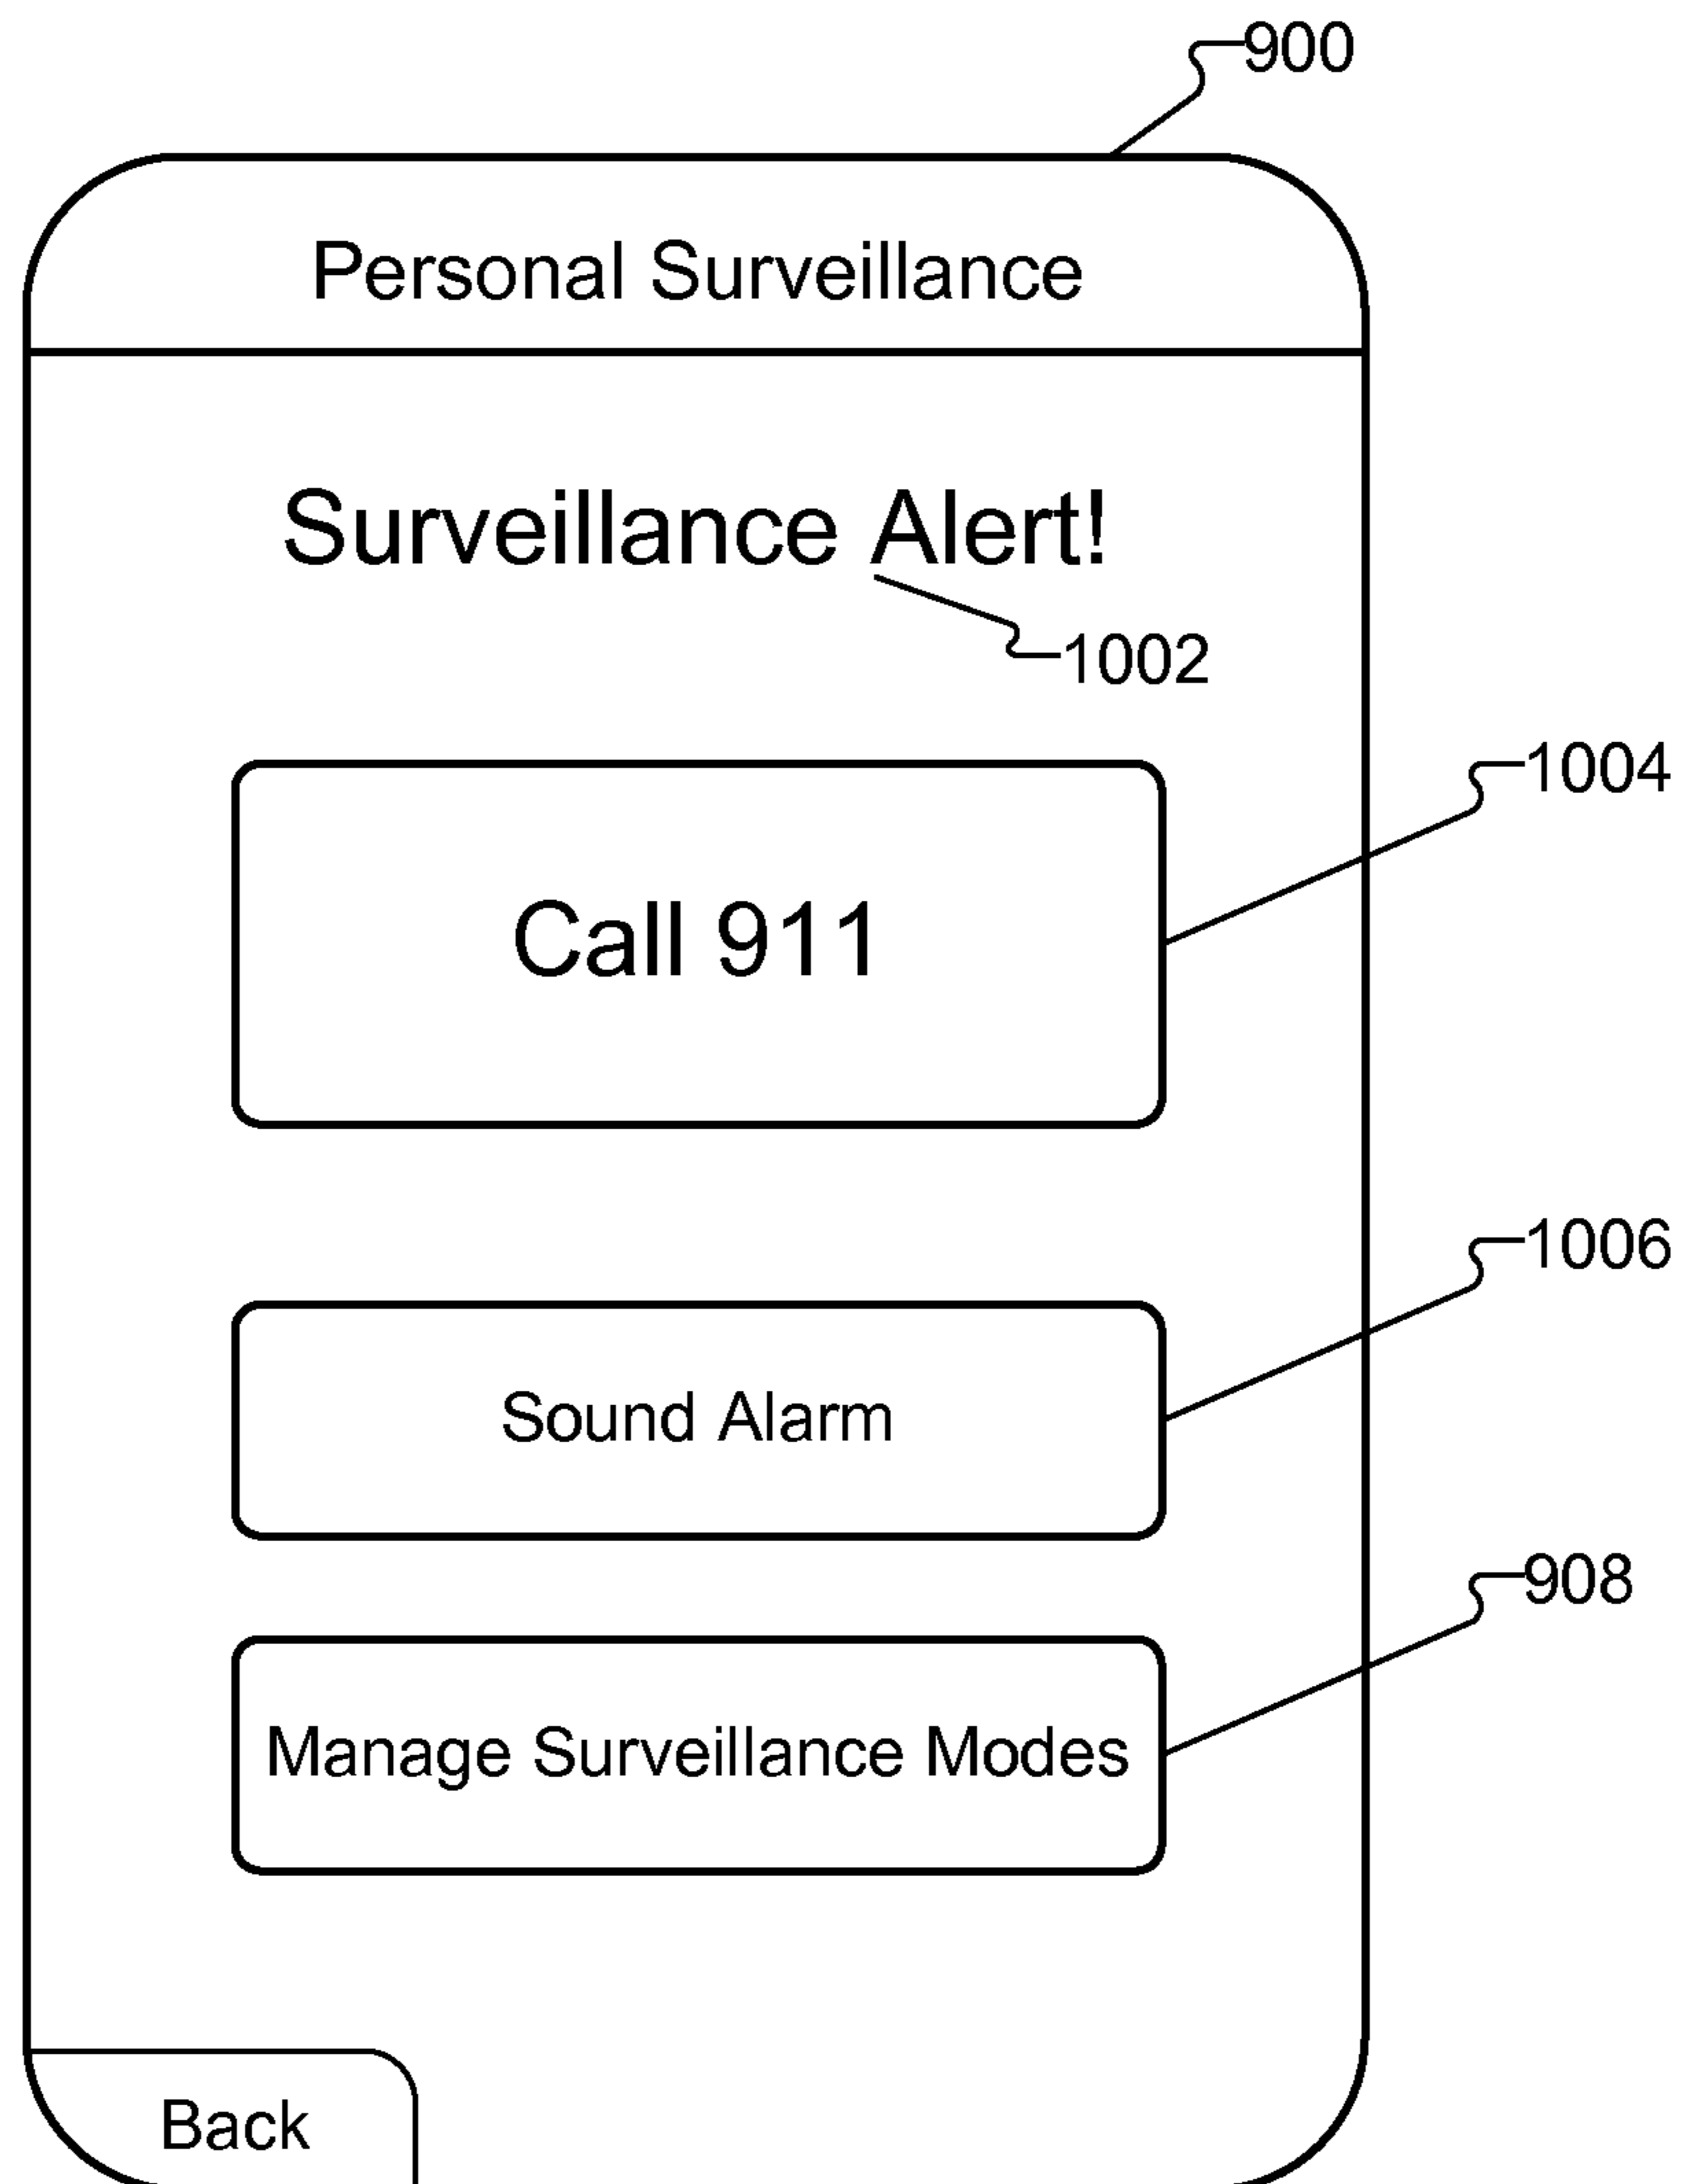 900
Personal Surveillance
Surveillance Alert!
1002
1004
Call 911
1006
Sound Alarm
908
Manage Surveillance Modes
Back